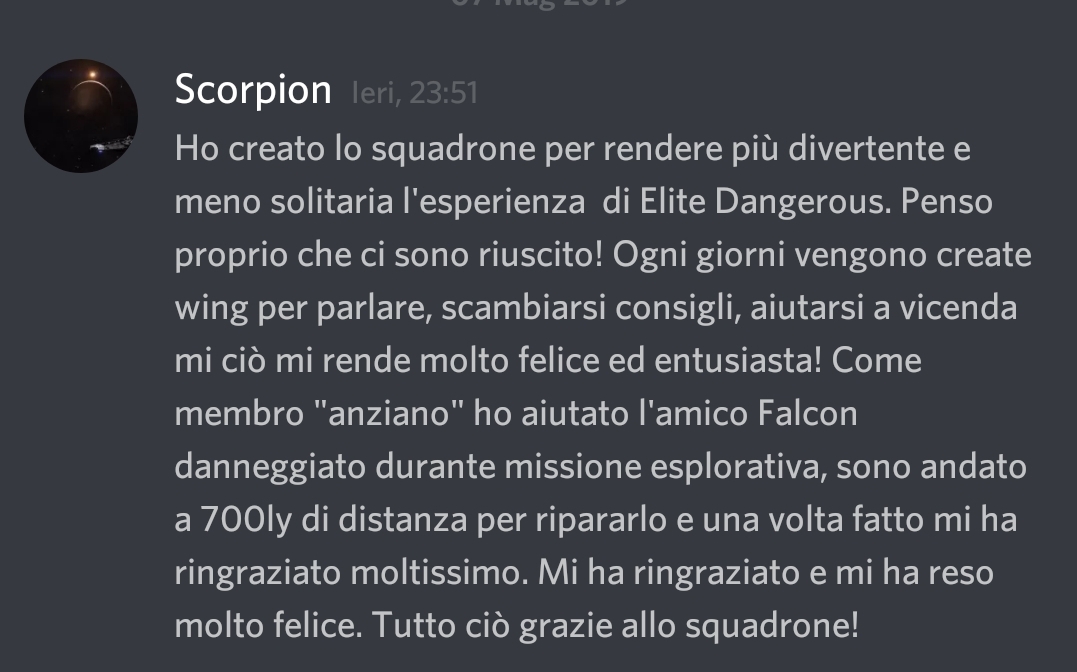 07 Mag 2019
Scorpion Ieri, 23:51
Ho creato lo squadrone per rendere più divertente e
meno solitaria l'esperienza  di Elite Dangerous. Penso
proprio che ci sono riuscito! Ogni giorni vengono create
wing per parlare, scambiarsi consigli, aiutarsi a vicenda
mi ciò mi rende molto felice ed entusiasta! Come
membro "anziano" ho aiutato l'amico Falcon
danneggiato durante missione esplorativa, sono andato
a 700ly di distanza per ripararlo e una volta fatto mi ha
ringraziato moltissimo. Mi ha ringraziato e mi ha reso
molto felice. Tutto ciò grazie allo squadrone!